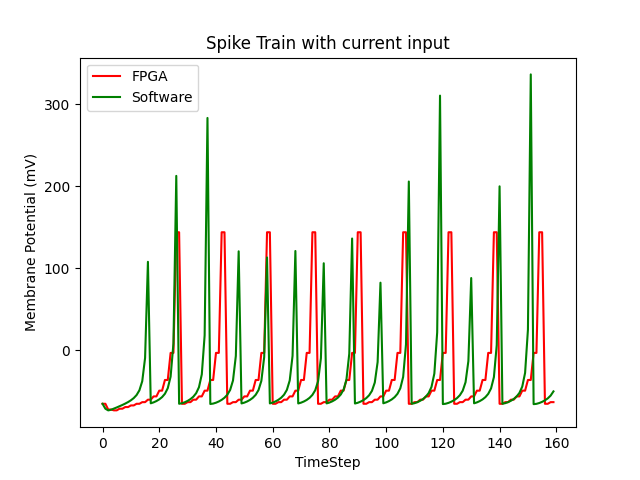 Spike Train with current input
FPGA
Software
Membrane Potential (mV)
300
200
100
0
0 20 40 60 80 100 120 140 160
TimeStep